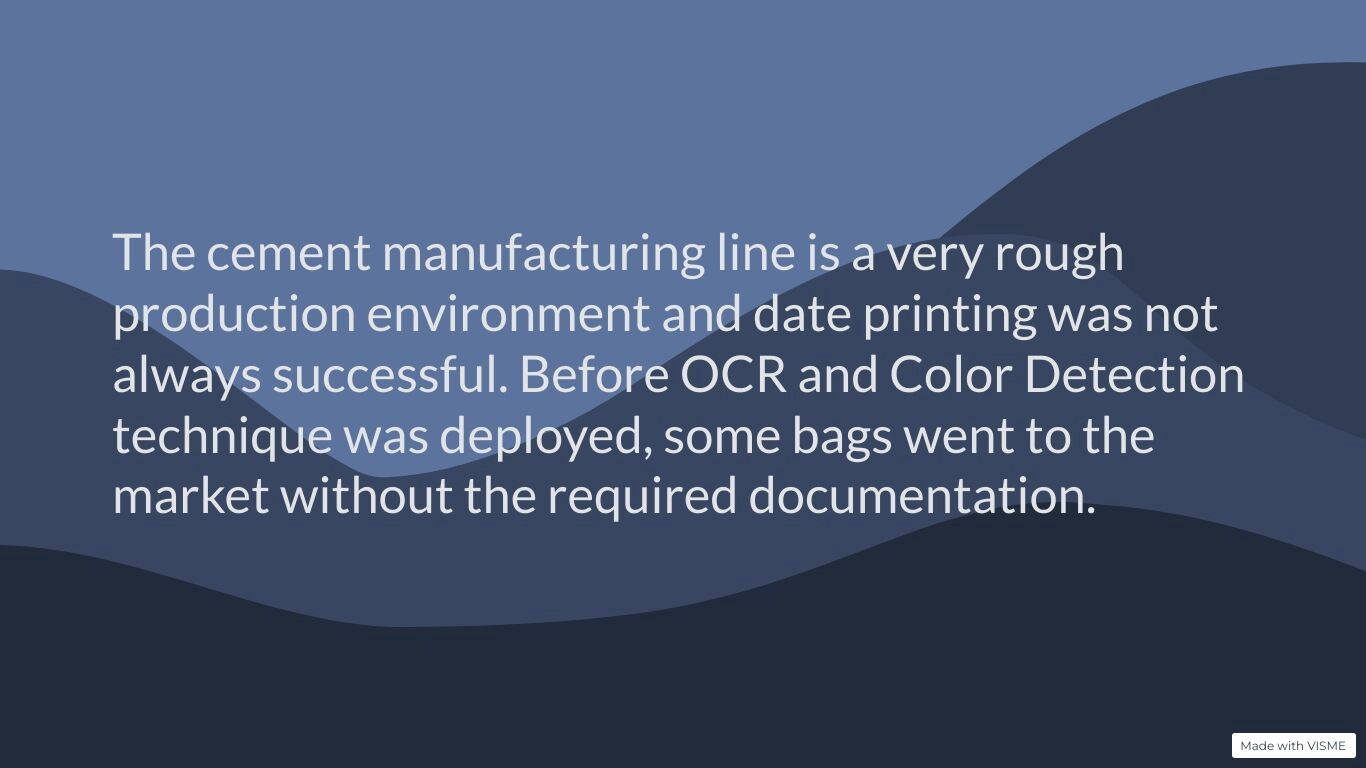 The cement manufacturing line is a very rough
production environment and date printing was not
always successful. Before OCR and Color Detection
technique was deployed, some bags went to the
market without the required documentation.
Made with VISME